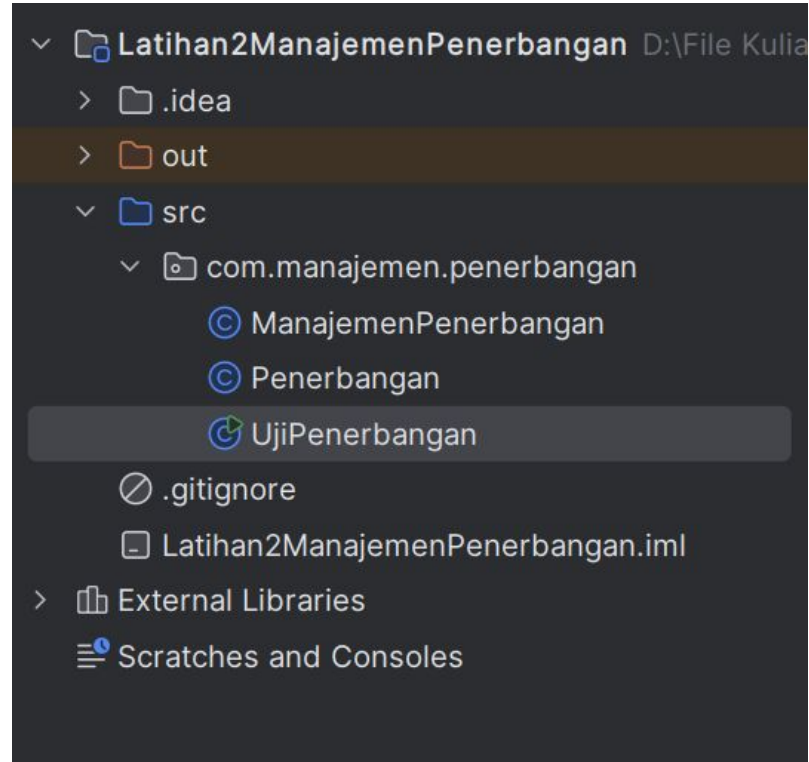 Latihan2ManajemenPenerbangan D:\File Kulia
.idea
out
src
com.manajemen.penerbangan
ManajemenPenerbangan
Penerbangan
UjiPenerbangan
.gitignore
Latihan2ManajemenPenerbangan.iml
External Libraries
Scratches and Consoles